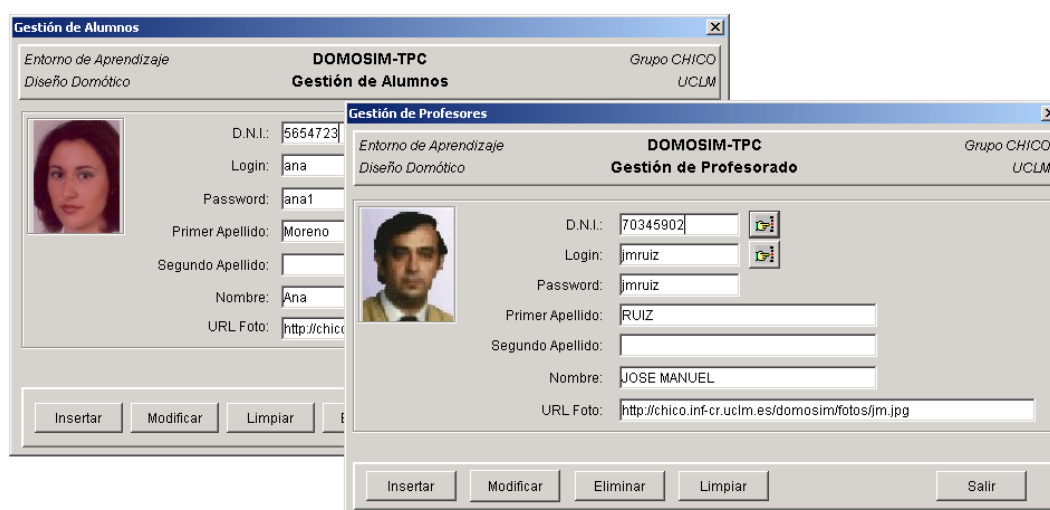 Gestión de Alumnos
Entorno de Aprendizaje DOMOSIM-TPC Grupo CHICO
Diseño Domótico Gestión de Alumnos UCLM
D.N.I.: 5654723
Login: ana
Password: ana1
Primer Apellido: Moreno
Segundo Apellido:
Nombre: Ana
URL Foto: http://chico
Insertar Modificar Limpiar E
Gestión de Profesores
Entorno de Aprendizaje DOMOSIM-TPC Grupo CHICO
Diseño Domótico Gestión de Profesorado UCLM
D.N.I.: 70345902
Login: jmruiz
Password: jmruiz
Primer Apellido: RUIZ
Segundo Apellido:
Nombre: JOSE MANUEL
URL Foto: http://chico.inf-cr.uclm.es/domosim/fotos/jm.jpg
Insertar Modificar Eliminar Limpiar Salir